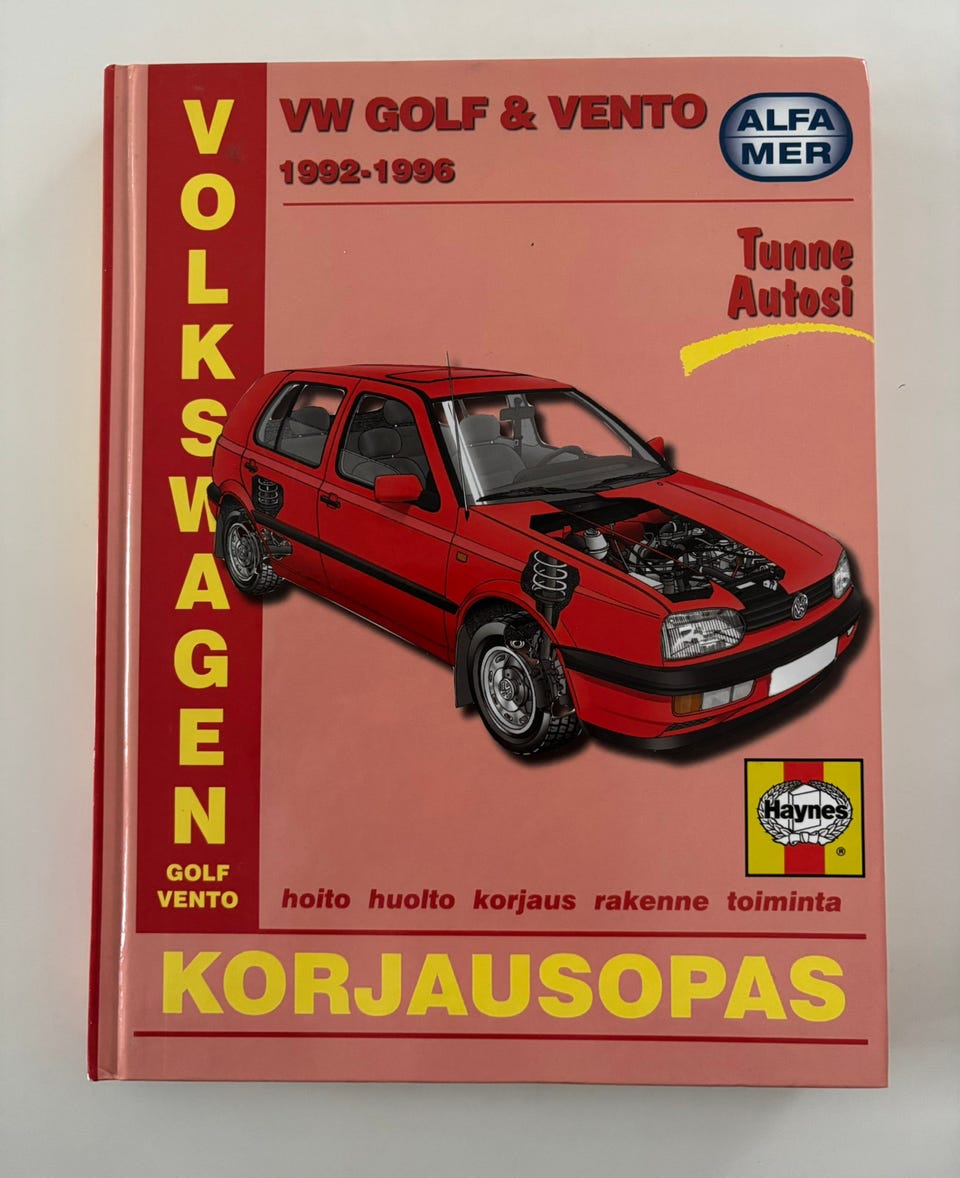 VOLKSWAGEN
GOLF
VENTO
VW GOLF & VENTO
1992-1996
ALFA
MER
Tunne
Autosi
Haynes
®
hoito huolto korjaus rakenne toiminta
KORJAUSOPAS